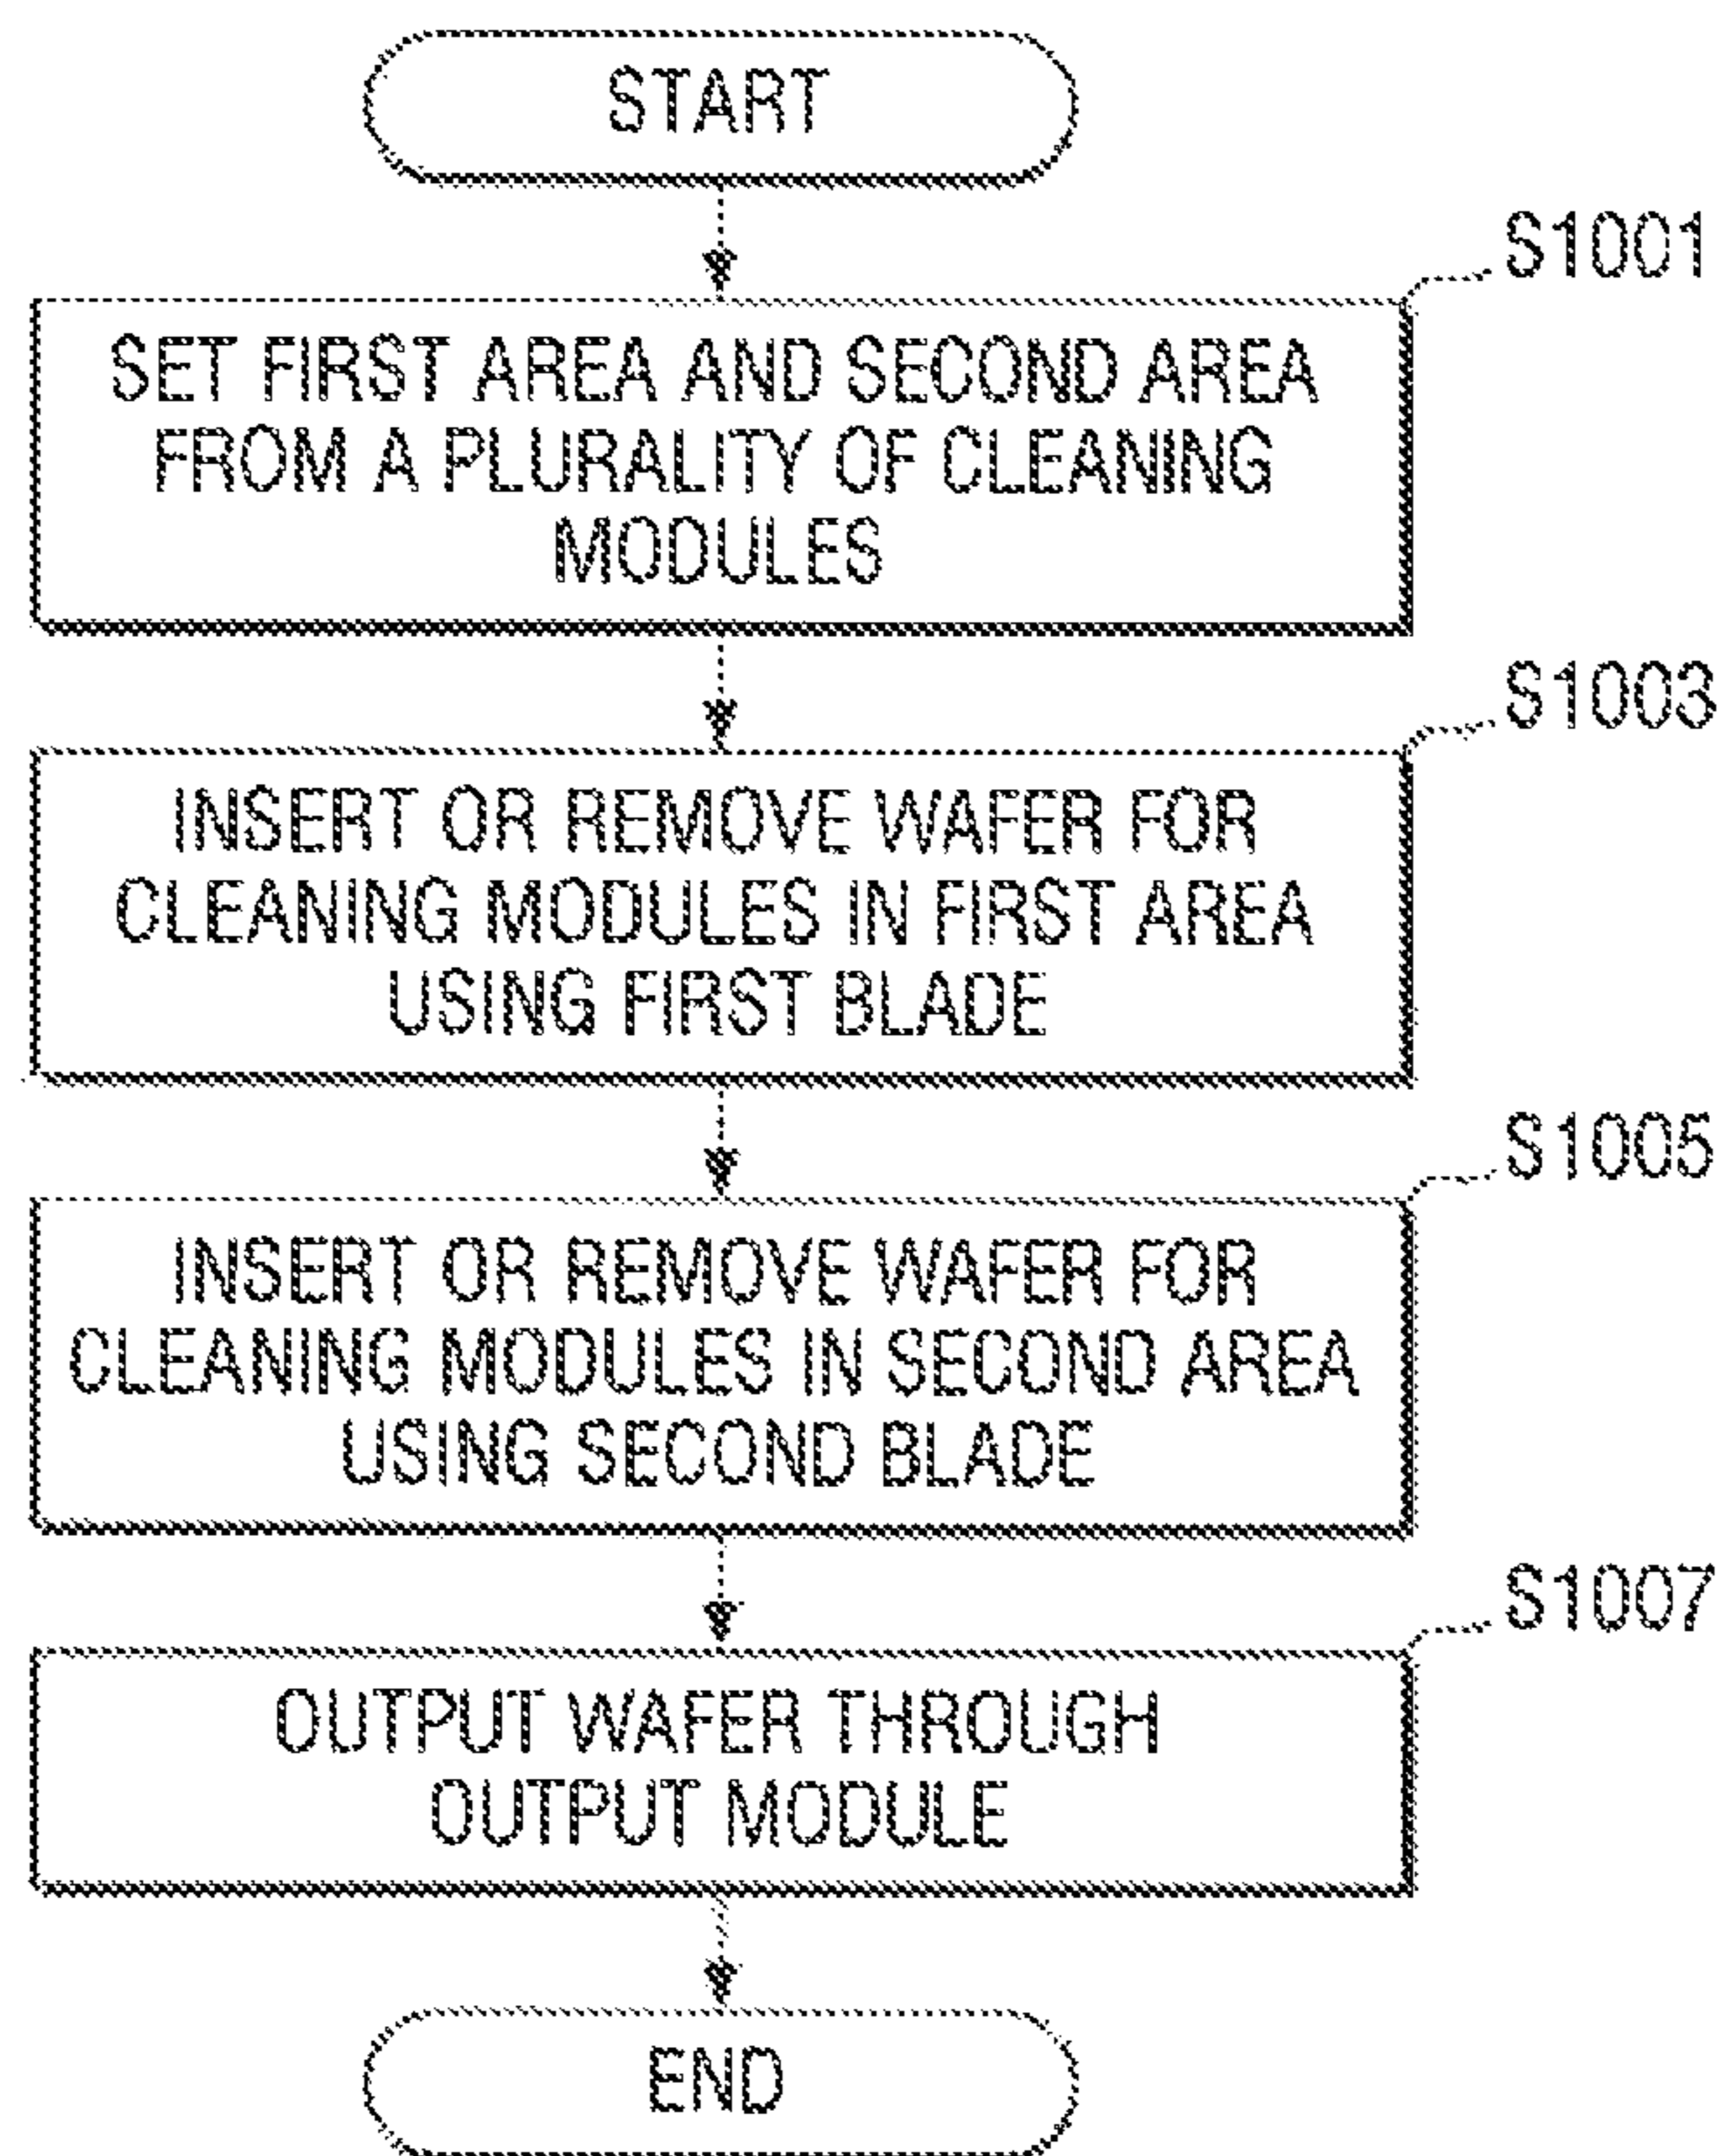 START
S1001
SET FIRST AREA AND SECOND AREA
FROM A PLURALITY OF CLEANING
MODULES
S1003
INSERT OR REMOVE WAFER FOR
CLEANING MODULES IN FIRST AREA
USING FIRST BLADE
S1005
INSERT OR REMOVE WAFER FOR
CLEANING MODULES IN SECOND AREA
USING SECOND BLADE
S1007
OUTPUT WAFER THROUGH
OUTPUT MODULE
END